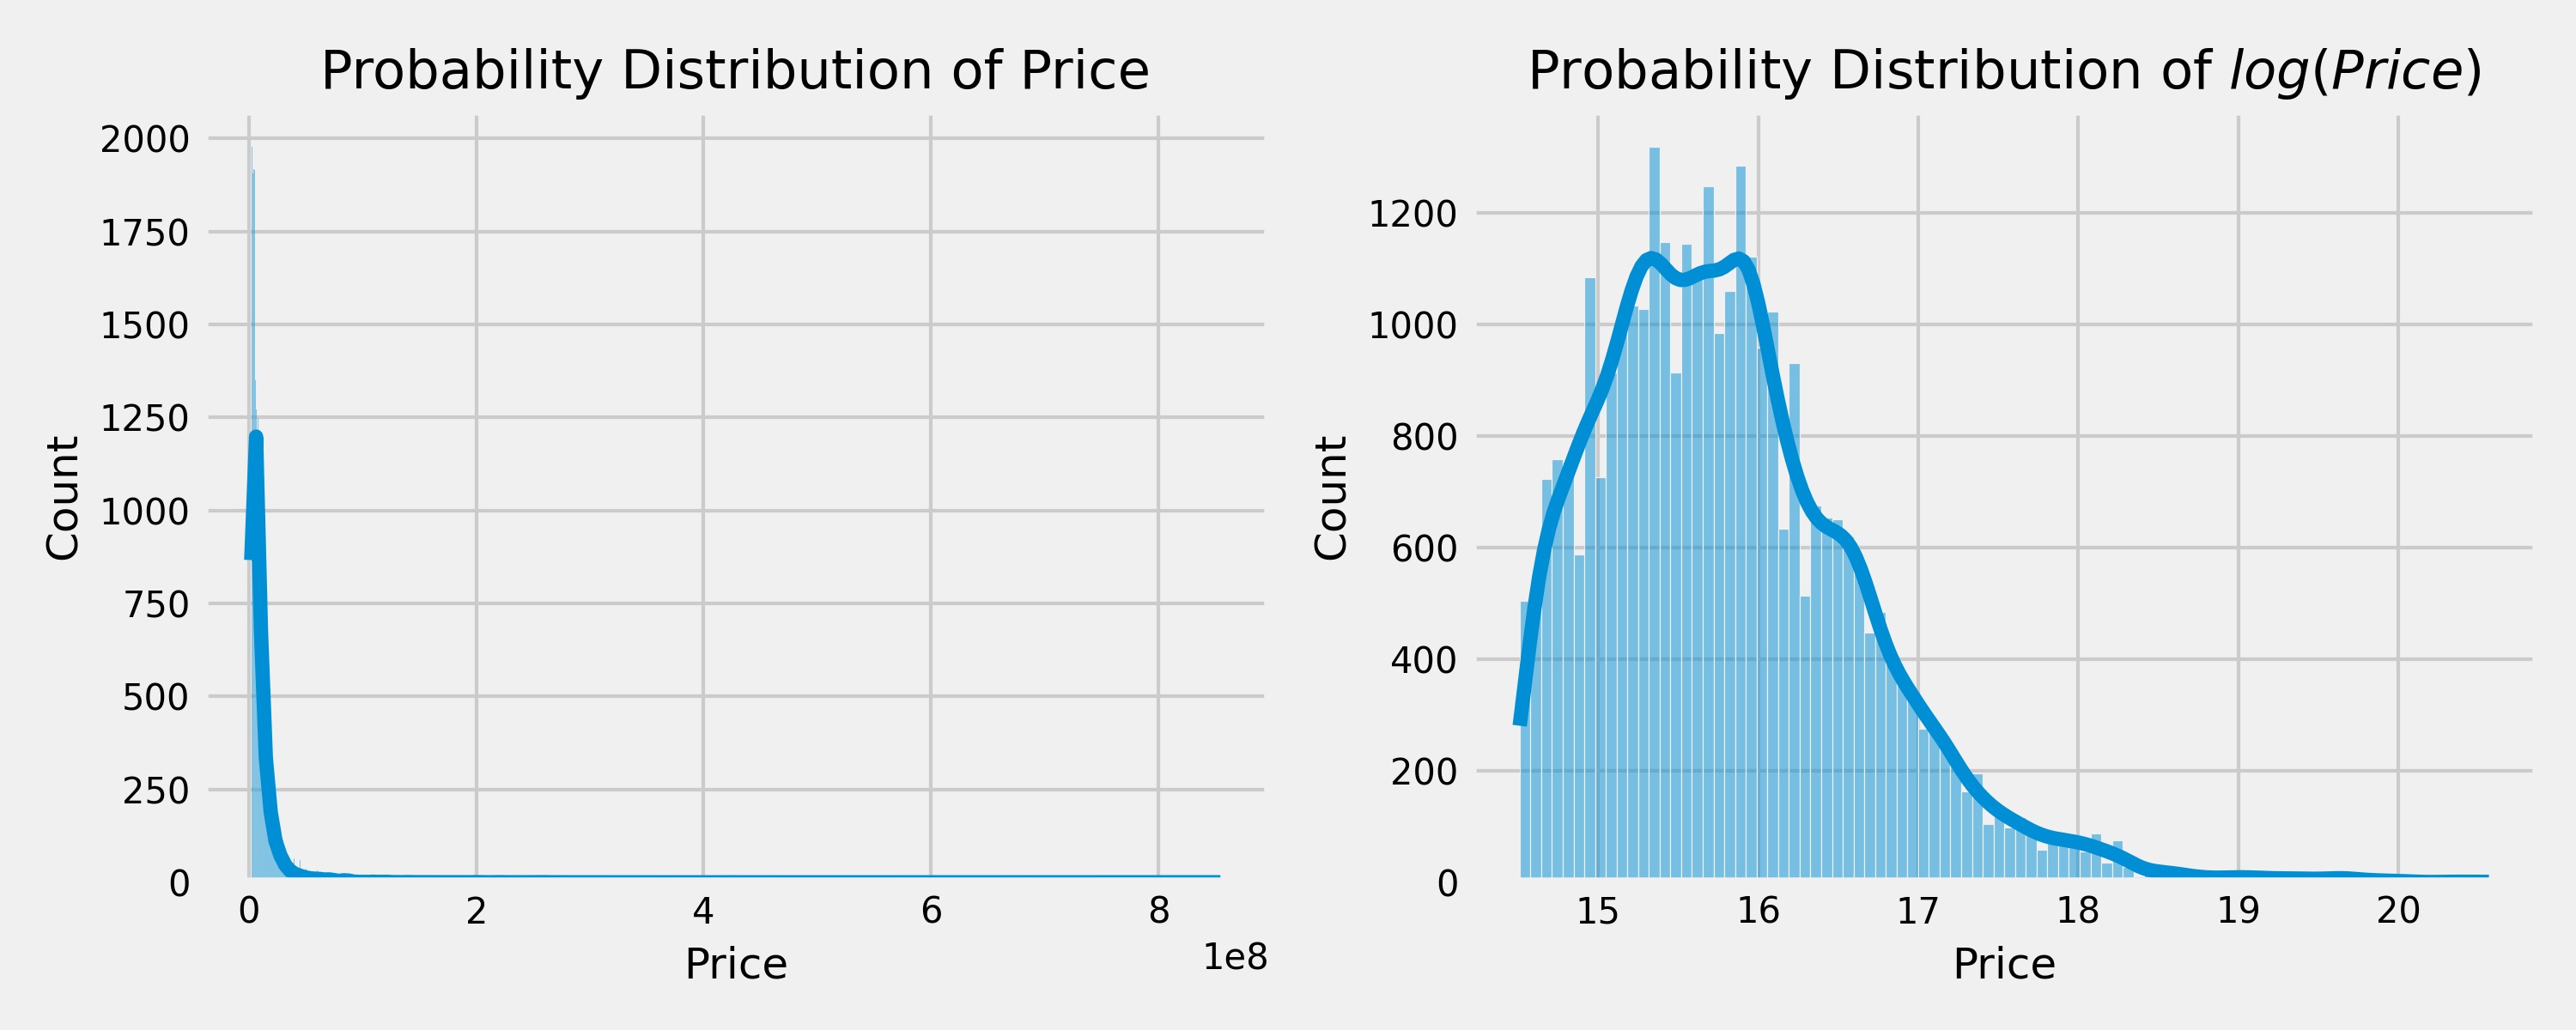 Probability Distribution of Price
2000
1750
1500
1250
1000
750
500
250
0
Count
0 2 4 6 8
1e8
Price
Probability Distribution of log(Price)
1200
1000
800
600
400
200
0
Count
15 16 17 18 19 20
Price